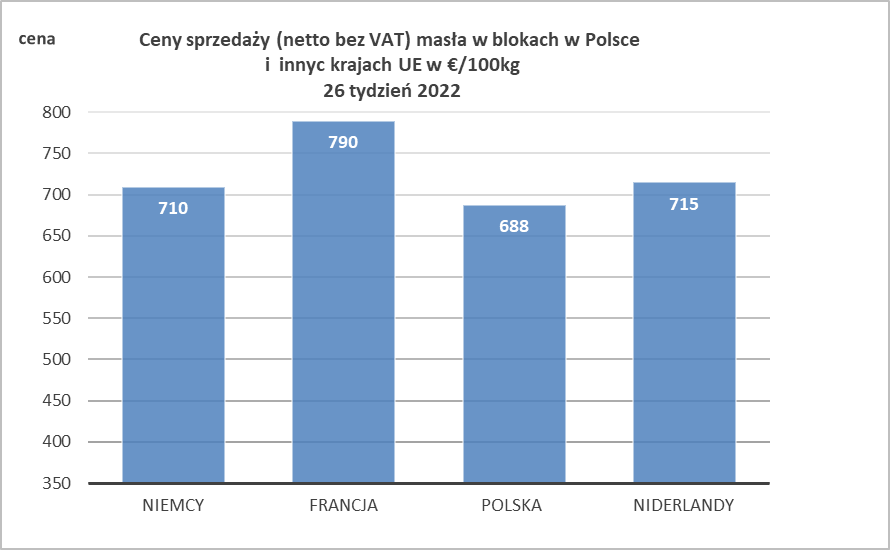 cena
Ceny sprzedaży (netto bez VAT) masła w blokach w Polsce
i innyc krajach UE w €/100kg
26 tydzień 2022
800
750
700
650
600
550
500
450
400
350
710
790
688
715
NIEMCY
FRANCJA
POLSKA
NIDERLANDY